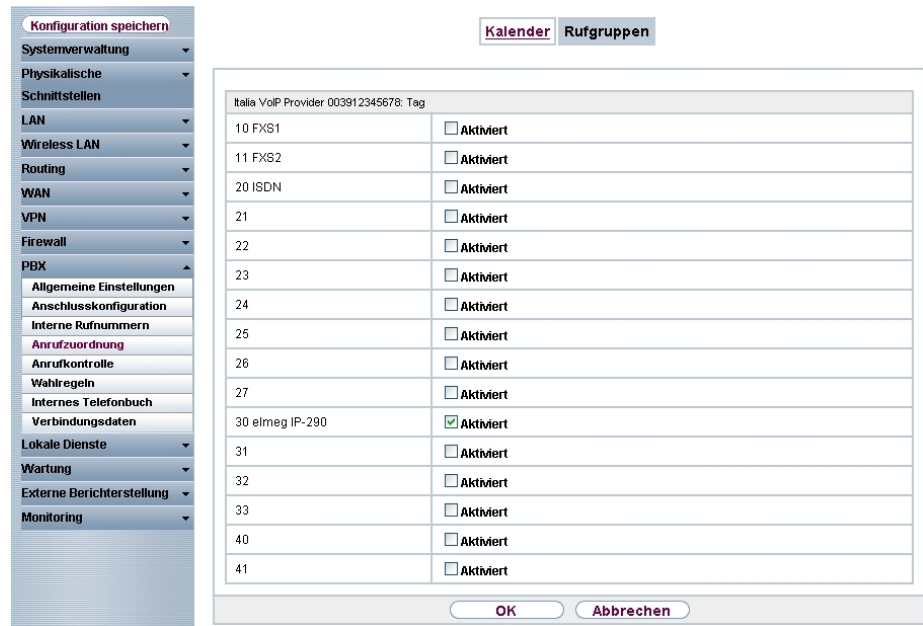 Konfiguration speichern
Systemverwaltung
Physikalische
Schnittstellen
LAN
Wireless LAN
Routing
WAN
VPN
Firewall
PBX
Allgemeine Einstellungen
Anschlusskonfiguration
Interne Rufnummern
Anrufzuordnung
Anrufkontrolle
Wahlregeln
Internes Telefonbuch
Verbindungsdaten
Lokale Dienste
Wartung
Externe Berichterstellung
Monitoring
Kalender Rufgruppen
Italia VoIP Provider 003912345678: Tag
10 FXS1 Aktiviert
11 FXS2 Aktiviert
20 ISDN Aktiviert
21 Aktiviert
22 Aktiviert
23 Aktiviert
24 Aktiviert
25 Aktiviert
26 Aktiviert
27 Aktiviert
30 elmeg IP-290 Aktiviert
31 Aktiviert
32 Aktiviert
33 Aktiviert
40 Aktiviert
41 Aktiviert
OK Abbrechen